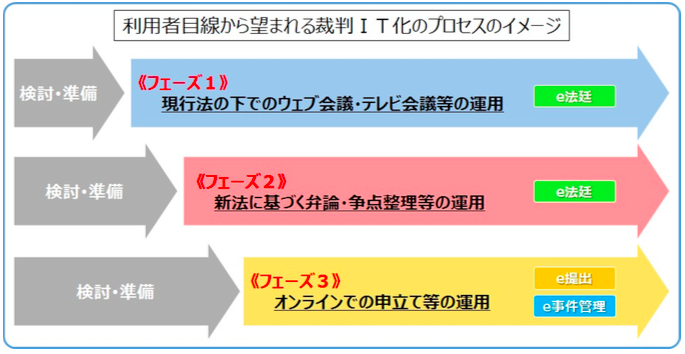 利用者目線から望まれる裁判ＩＴ化のプロセスのイメージ
検討・準備
《フェーズ１》
現行法の下でのウェブ会議・テレビ会議等の運用
e法廷
検討・準備
《フェーズ２》
新法に基づく弁論・争点整理等の運用
e法廷
検討・準備
《フェーズ３》
オンラインでの申立て等の運用
e提出
e事件管理